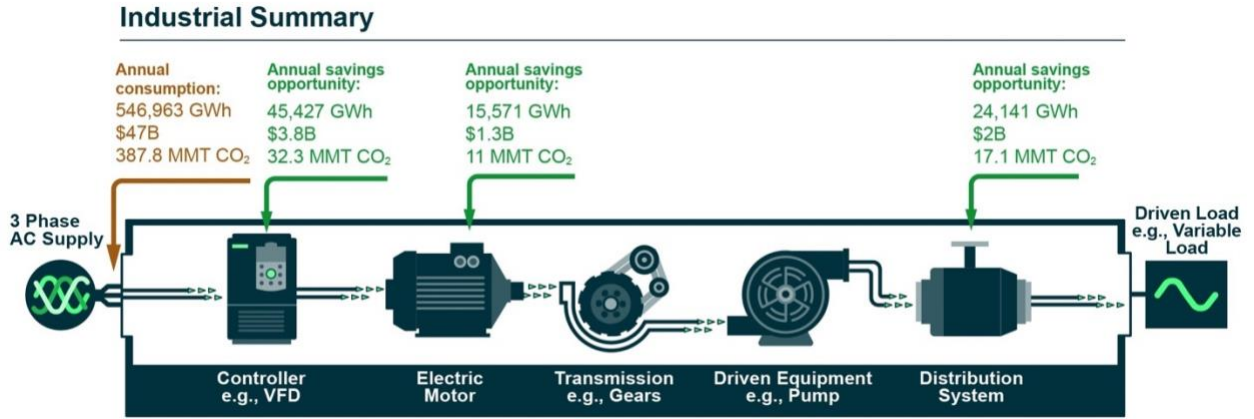 Industrial Summary
Annual
consumption:
546,963 GWh
$47B
387.8 MMT CO₂
Annual savings
opportunity:
45,427 GWh
$3.8B
32.3 MMT CO₂
Annual savings
opportunity:
15,571 GWh
$1.3B
11 MMT CO₂
Annual savings
opportunity:
24,141 GWh
$2B
17.1 MMT CO₂
3 Phase
AC Supply
Driven Load
e.g., Variable
Load
Controller
e.g., VFD
Electric
Motor
Transmission
e.g., Gears
Driven Equipment
e.g., Pump
Distribution
System